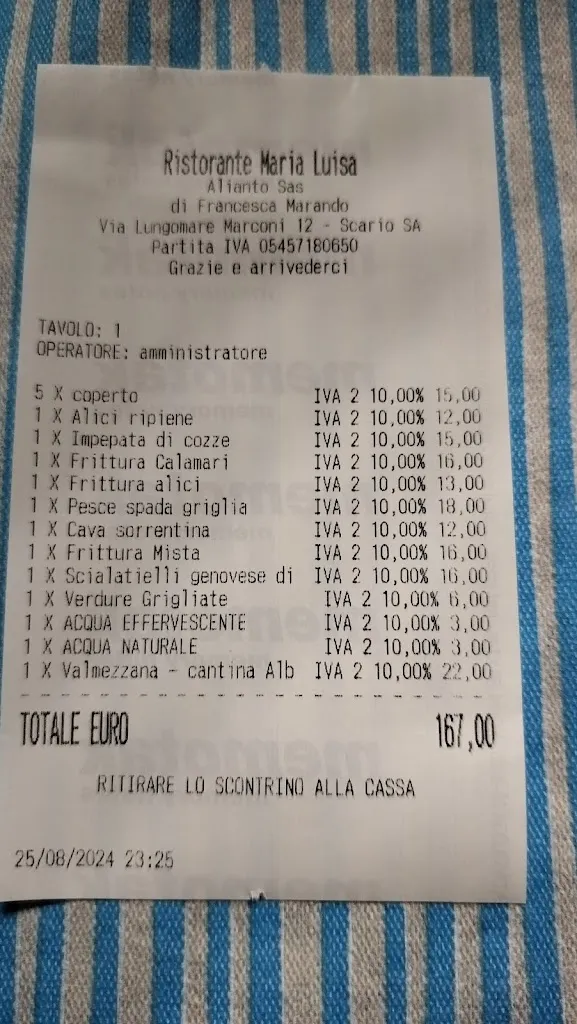 Ristorante Maria Luisa
Alianto Sas
di Francesca Marando
Via Lungomare Marconi 12 - Scario SA
Partita IVA 05457180650
Grazie e arrivederci
TAVOLO: 1
OPERATORE: amministratore
5 X coperto IVA 2 10,00% 15,00
1 X Alici ripiene IVA 2 10,00% 12,00
1 X Impepata di cozze IVA 2 10,00% 15,00
1 X Frittura Calamari IVA 2 10,00% 16,00
1 X Frittura alici IVA 2 10,00% 13,00
1 X Pesce spada griglia IVA 2 10,00% 18,00
1 X Cava sorrentina IVA 2 10,00% 12,00
1 X Frittura Mista IVA 2 10,00% 16,00
1 X Scialatielli genovese di IVA 2 10,00% 16,00
1 X Verdure Grigliate IVA 2 10,00% 6,00
1 X ACQUA EFFERVESCENTE IVA 2 10,00% 3,00
1 X ACQUA NATURALE IVA 2 10,00% 3,00
1 X Valmezzana - cantina Alb IVA 2 10,00% 22,00
TOTALE EURO 167,00
RITIRARE LO SCONTRINO ALLA CASSA
25/08/2024 23:25